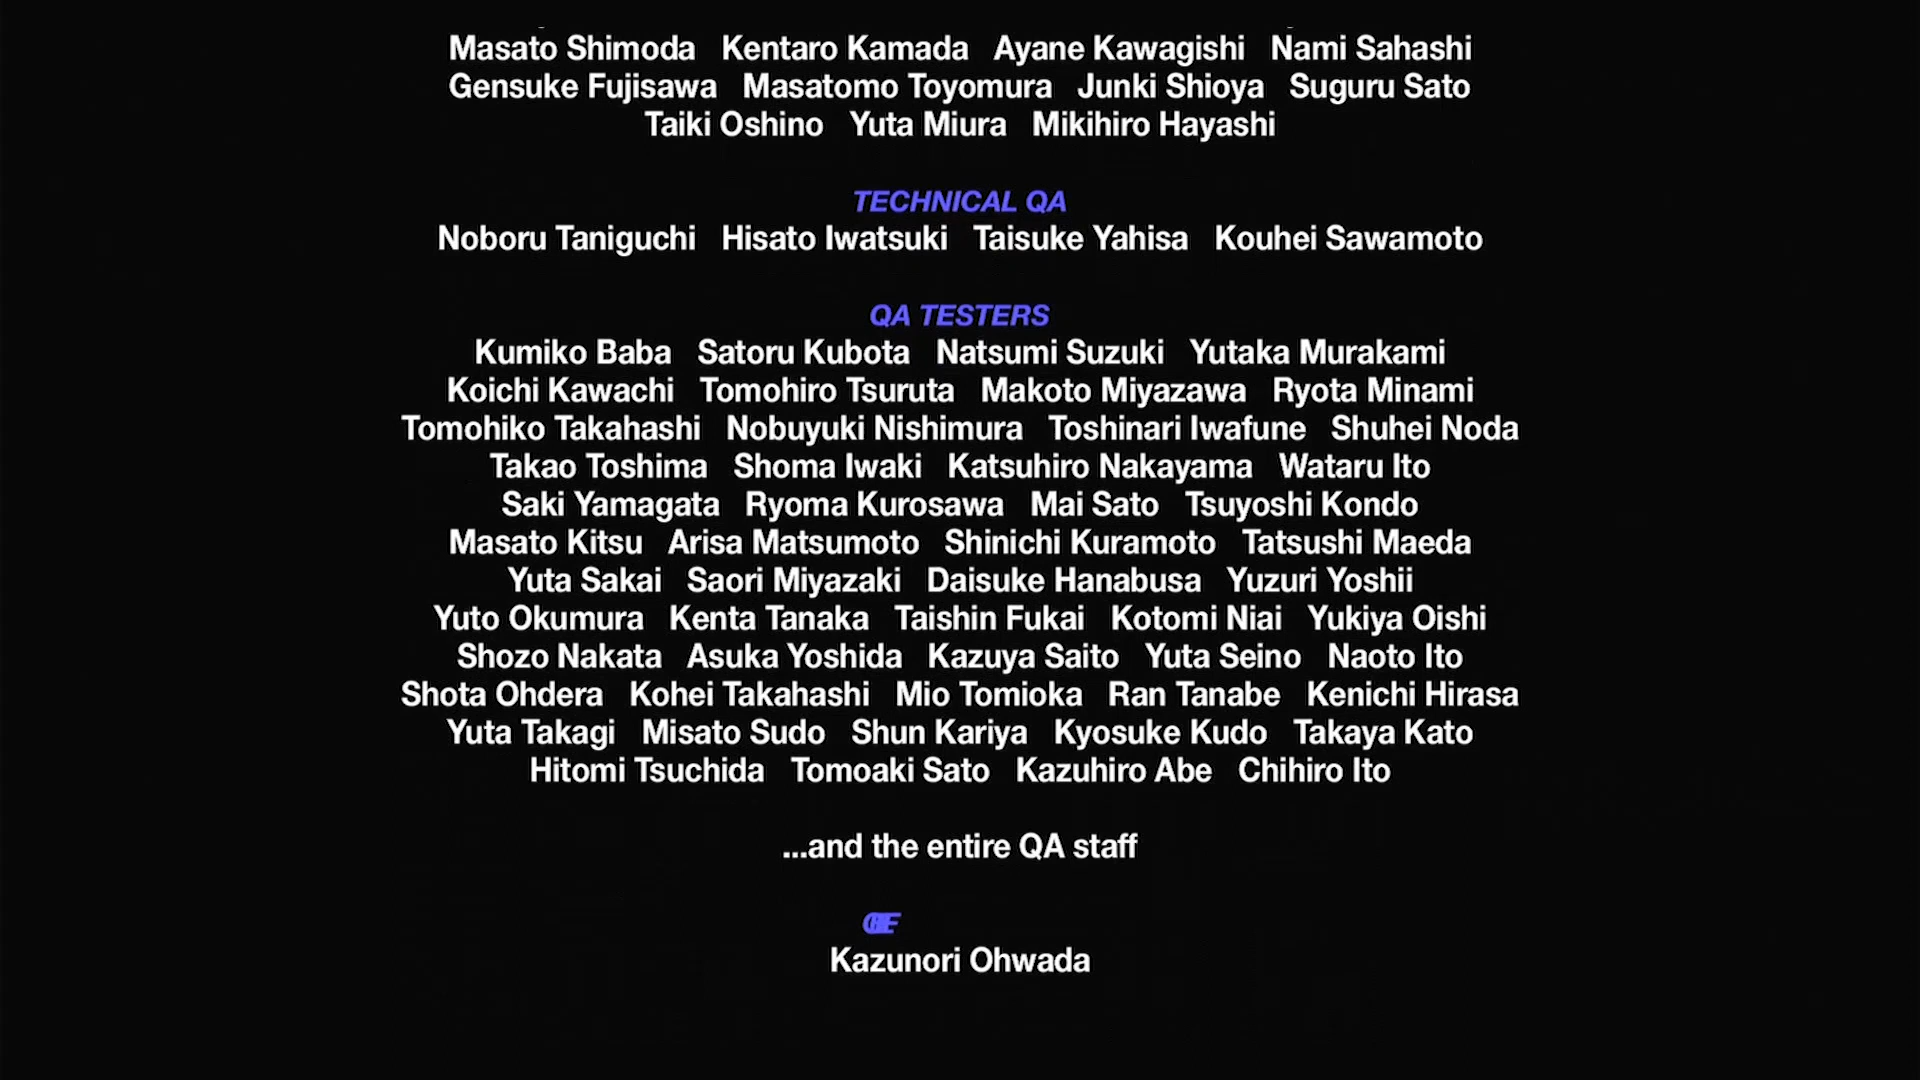 Masato Shimoda Kentaro Kamada Ayane Kawagishi Nami Sahashi
Gensuke Fujisawa Masatomo Toyomura Junki Shioya Suguru Sato
Taiki Oshino Yuta Miura Mikihiro Hayashi
TECHNICAL QA
Noboru Taniguchi Hisato Iwatsuki Taisuke Yahisa Kouhei Sawamoto
QA TESTERS
Kumiko Baba Satoru Kubota Natsumi Suzuki Yutaka Murakami
Koichi Kawachi Tomohiro Tsuruta Makoto Miyazawa Ryota Minami
Tomohiko Takahashi Nobuyuki Nishimura Toshinari Iwafune Shuhei Noda
Takao Toshima Shoma Iwaki Katsuhiro Nakayama Wataru Ito
Saki Yamagata Ryoma Kurosawa Mai Sato Tsuyoshi Kondo
Masato Kitsu Arisa Matsumoto Shinichi Kuramoto Tatsushi Maeda
Yuta Sakai Saori Miyazaki Daisuke Hanabusa Yuzuri Yoshii
Yuto Okumura Kenta Tanaka Taishin Fukai Kotomi Niai Yukiya Oishi
Shozo Nakata Asuka Yoshida Kazuya Saito Yuta Seino Naoto Ito
Shota Ohdera Kohei Takahashi Mio Tomioka Ran Tanabe Kenichi Hirasa
Yuta Takagi Misato Sudo Shun Kariya Kyosuke Kudo Takaya Kato
Hitomi Tsuchida Tomoaki Sato Kazuhiro Abe Chihiro Ito
...and the entire QA staff
Kazunori Ohwada